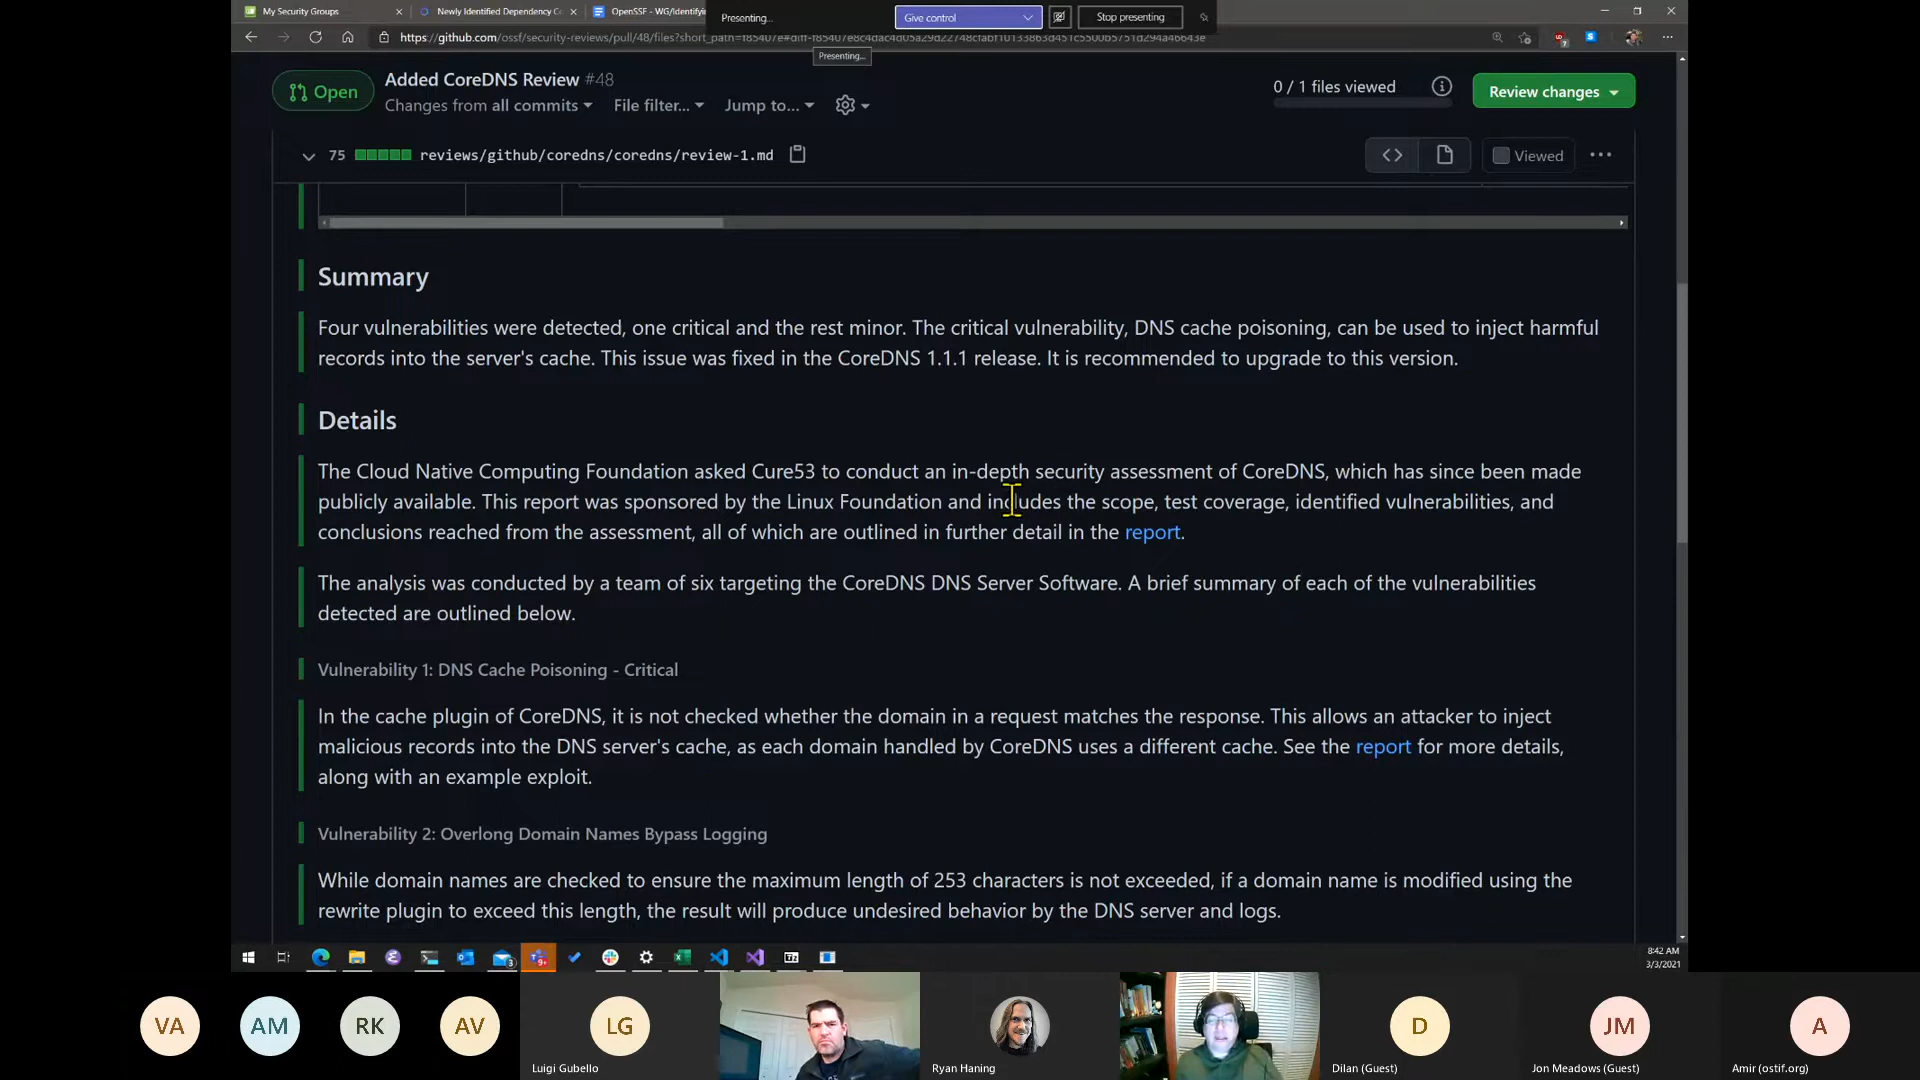 My Security Groups
Newly Identified Dependency C
OpenSSF - WG/Identifyi
Presenting...
Give control
Stop presenting
Presenting...
Open
Added CoreDNS Review #48
Changes from all commits
File filter...
Jump to...
0 / 1 files viewed
Review changes
75
reviews/github/coredns/coredns/review-1.md
Viewed
Summary
Four vulnerabilities were detected, one critical and the rest minor. The critical vulnerability, DNS cache poisoning, can be used to inject harmful
records into the server's cache. This issue was fixed in the CoreDNS 1.1.1 release. It is recommended to upgrade to this version.
Details
The Cloud Native Computing Foundation asked Cure53 to conduct an in-depth security assessment of CoreDNS, which has since been made
publicly available. This report was sponsored by the Linux Foundation and includes the scope, test coverage, identified vulnerabilities, and
conclusions reached from the assessment, all of which are outlined in further detail in the report.
The analysis was conducted by a team of six targeting the CoreDNS DNS Server Software. A brief summary of each of the vulnerabilities
detected are outlined below.
Vulnerability 1: DNS Cache Poisoning - Critical
In the cache plugin of CoreDNS, it is not checked whether the domain in a request matches the response. This allows an attacker to inject
malicious records into the DNS server's cache, as each domain handled by CoreDNS uses a different cache. See the report for more details,
along with an example exploit.
Vulnerability 2: Overlong Domain Names Bypass Logging
While domain names are checked to ensure the maximum length of 253 characters is not exceeded, if a domain name is modified using the
rewrite plugin to exceed this length, the result will produce undesired behavior by the DNS server and logs.
8:42 AM
3/3/2021
VA
AM
RK
AV
LG
D
JM
A
Luigi Gubello
Ryan Haning
Dilan (Guest)
Jon Meadows (Guest)
Amir (ostif.org)